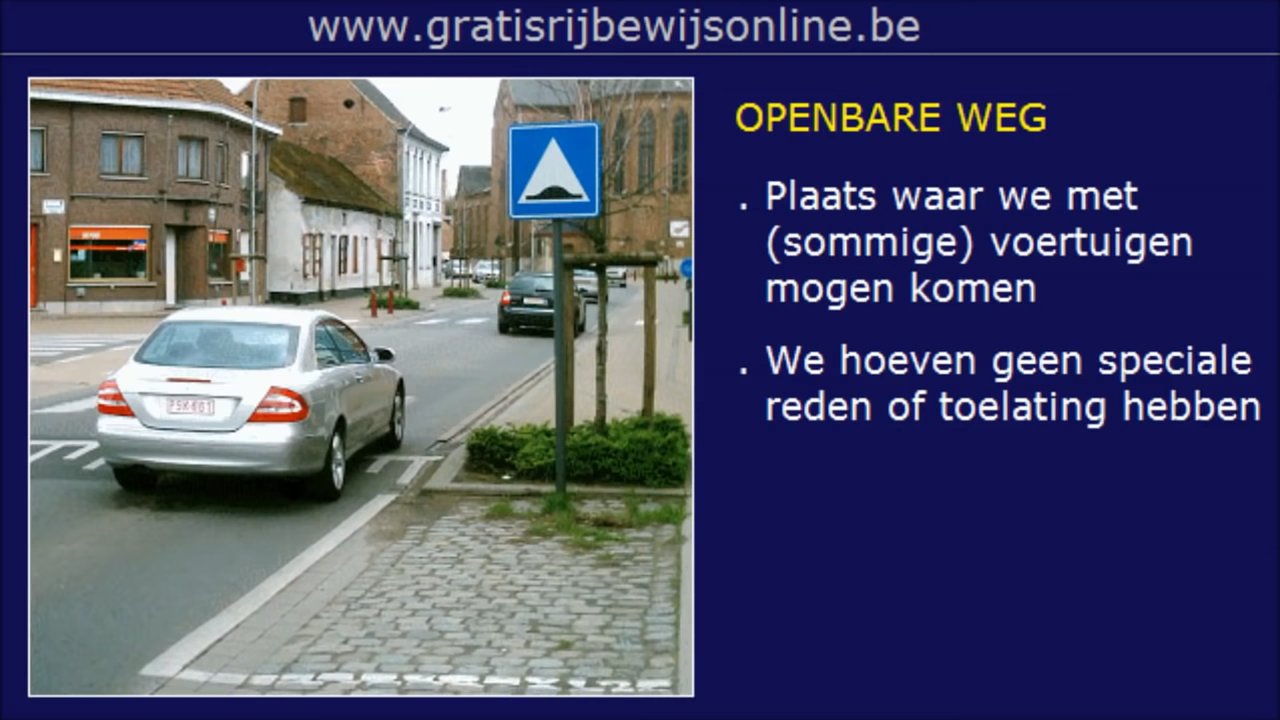 www.gratisrijbewijsonline.be
OPENBARE WEG
. Plaats waar we met
(sommige) voertuigen
mogen komen
. We hoeven geen speciale
reden of toelating hebben